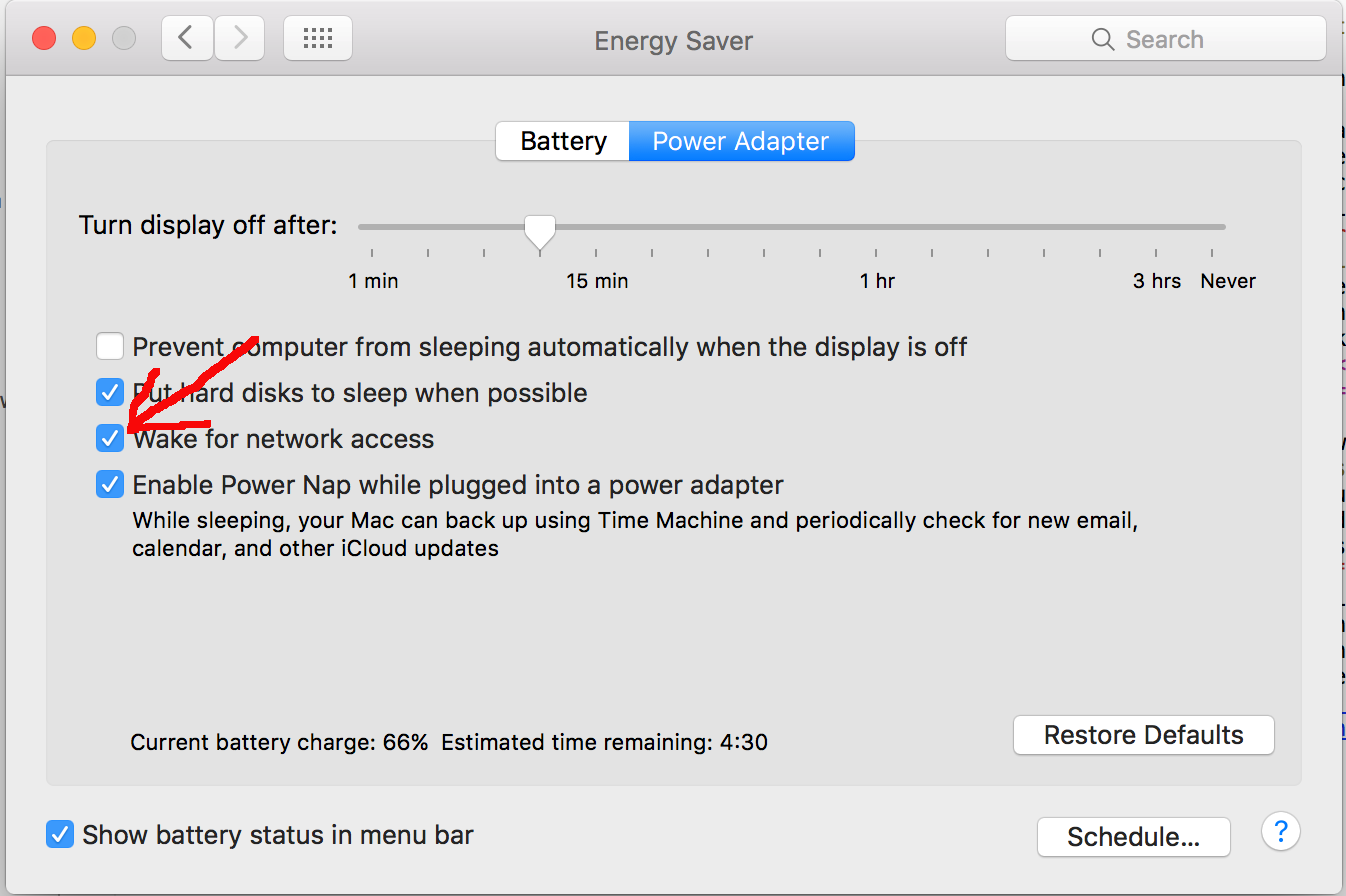 Energy Saver
Search
Battery
Power Adapter
Turn display off after:
1 min
15 min
1 hr
3 hrs
Never
Prevent computer from sleeping automatically when the display is off
Put hard disks to sleep when possible
Wake for network access
Enable Power Nap while plugged into a power adapter
While sleeping, your Mac can back up using Time Machine and periodically check for new email,
calendar, and other iCloud updates
Current battery charge: 66% Estimated time remaining: 4:30
Restore Defaults
Show battery status in menu bar
Schedule...
?